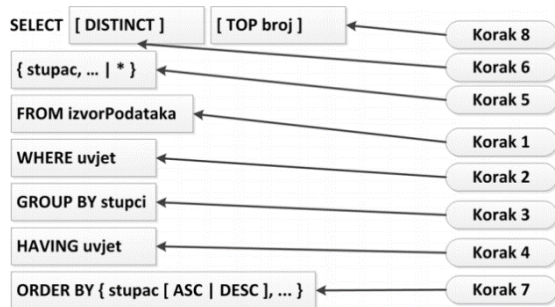 SELECT [ DISTINCT ] [ TOP broj ] Korak 8
Korak 6
{ stupac, ... | * } Korak 5
FROM izvorPodataka Korak 1
WHERE uvjet Korak 2
GROUP BY stupci Korak 3
HAVING uvjet Korak 4
ORDER BY { stupac [ ASC | DESC ], ... } Korak 7